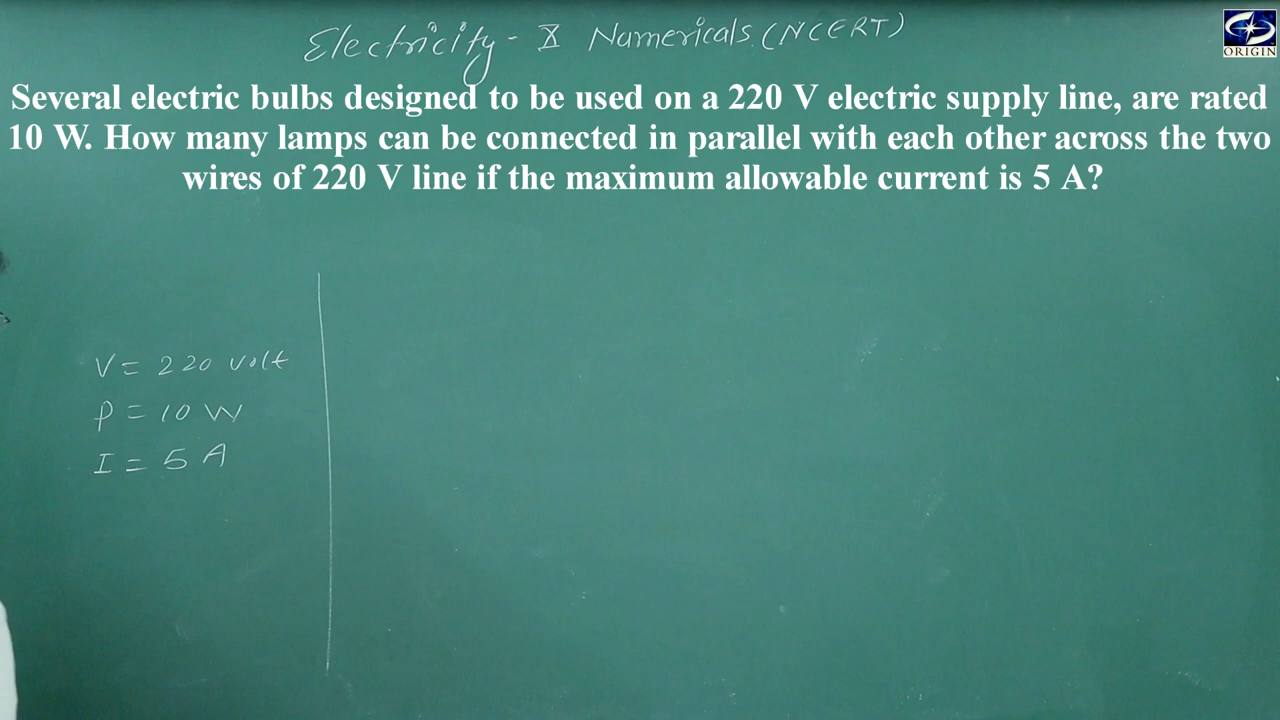 Electricity - X Numericals (NCERT)
ORIGIN
Several electric bulbs designed to be used on a 220 V electric supply line, are rated
10 W. How many lamps can be connected in parallel with each other across the two
wires of 220 V line if the maximum allowable current is 5 A?
V = 220 volt
P = 10 W
I = 5 A